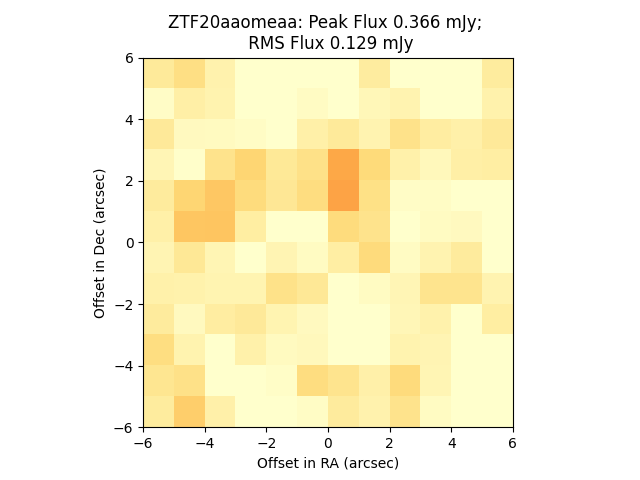 ZTF20aaomeaa: Peak Flux 0.366 mJy;
RMS Flux 0.129 mJy
6
4
2
0
−2
−4
−6
Offset in Dec (arcsec)
−6 −4 −2 0 2 4 6
Offset in RA (arcsec)